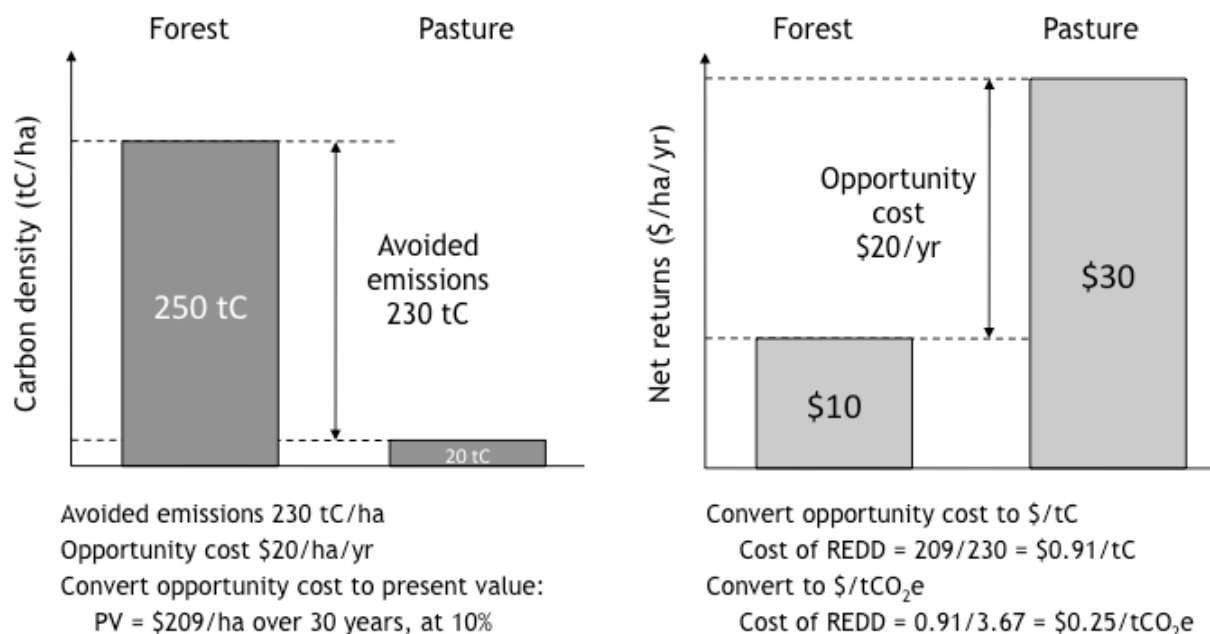 Forest
Pasture
Carbon density (tC/ha)
250 tC
Avoided
emissions
230 tC
20 tC
Avoided emissions 230 tC/ha
Opportunity cost $20/ha/yr
Convert opportunity cost to present value:
PV = $209/ha over 30 years, at 10%
Forest
Pasture
Net returns ($/ha/yr)
Opportunity
cost
$20/yr
$30
$10
Convert opportunity cost to $/tC
Cost of REDD = 209/230 = $0.91/tC
Convert to $/tCO₂e
Cost of REDD = 0.91/3.67 = $0.25/tCO₂e